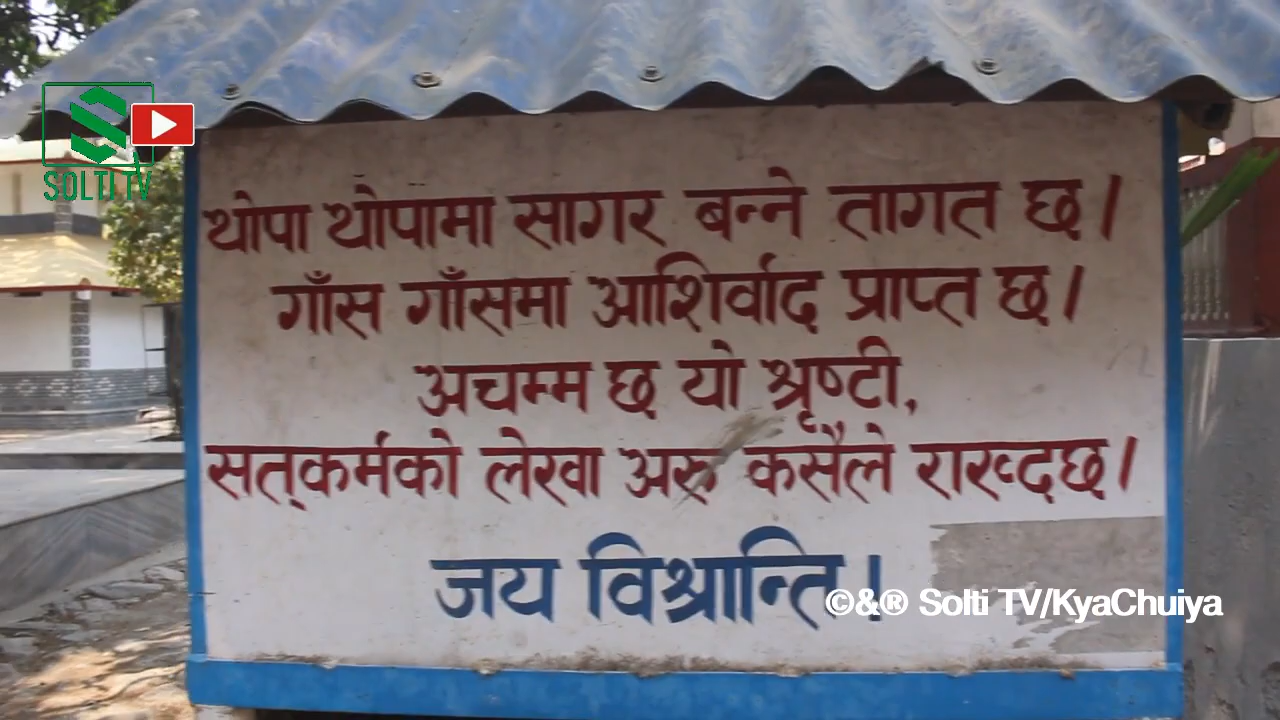 SOLTI TV
थोपा थोपामा सागर बन्ने तागत छ।
गाँस गाँसमा आशिर्वाद प्राप्त छ।
अचम्म छ यो श्रृष्टी,
सत्‌कर्मको लेखा अरु कसैले राख्दछ।
जय विश्रान्ति!
©&® Solti TV/KyaChuiya